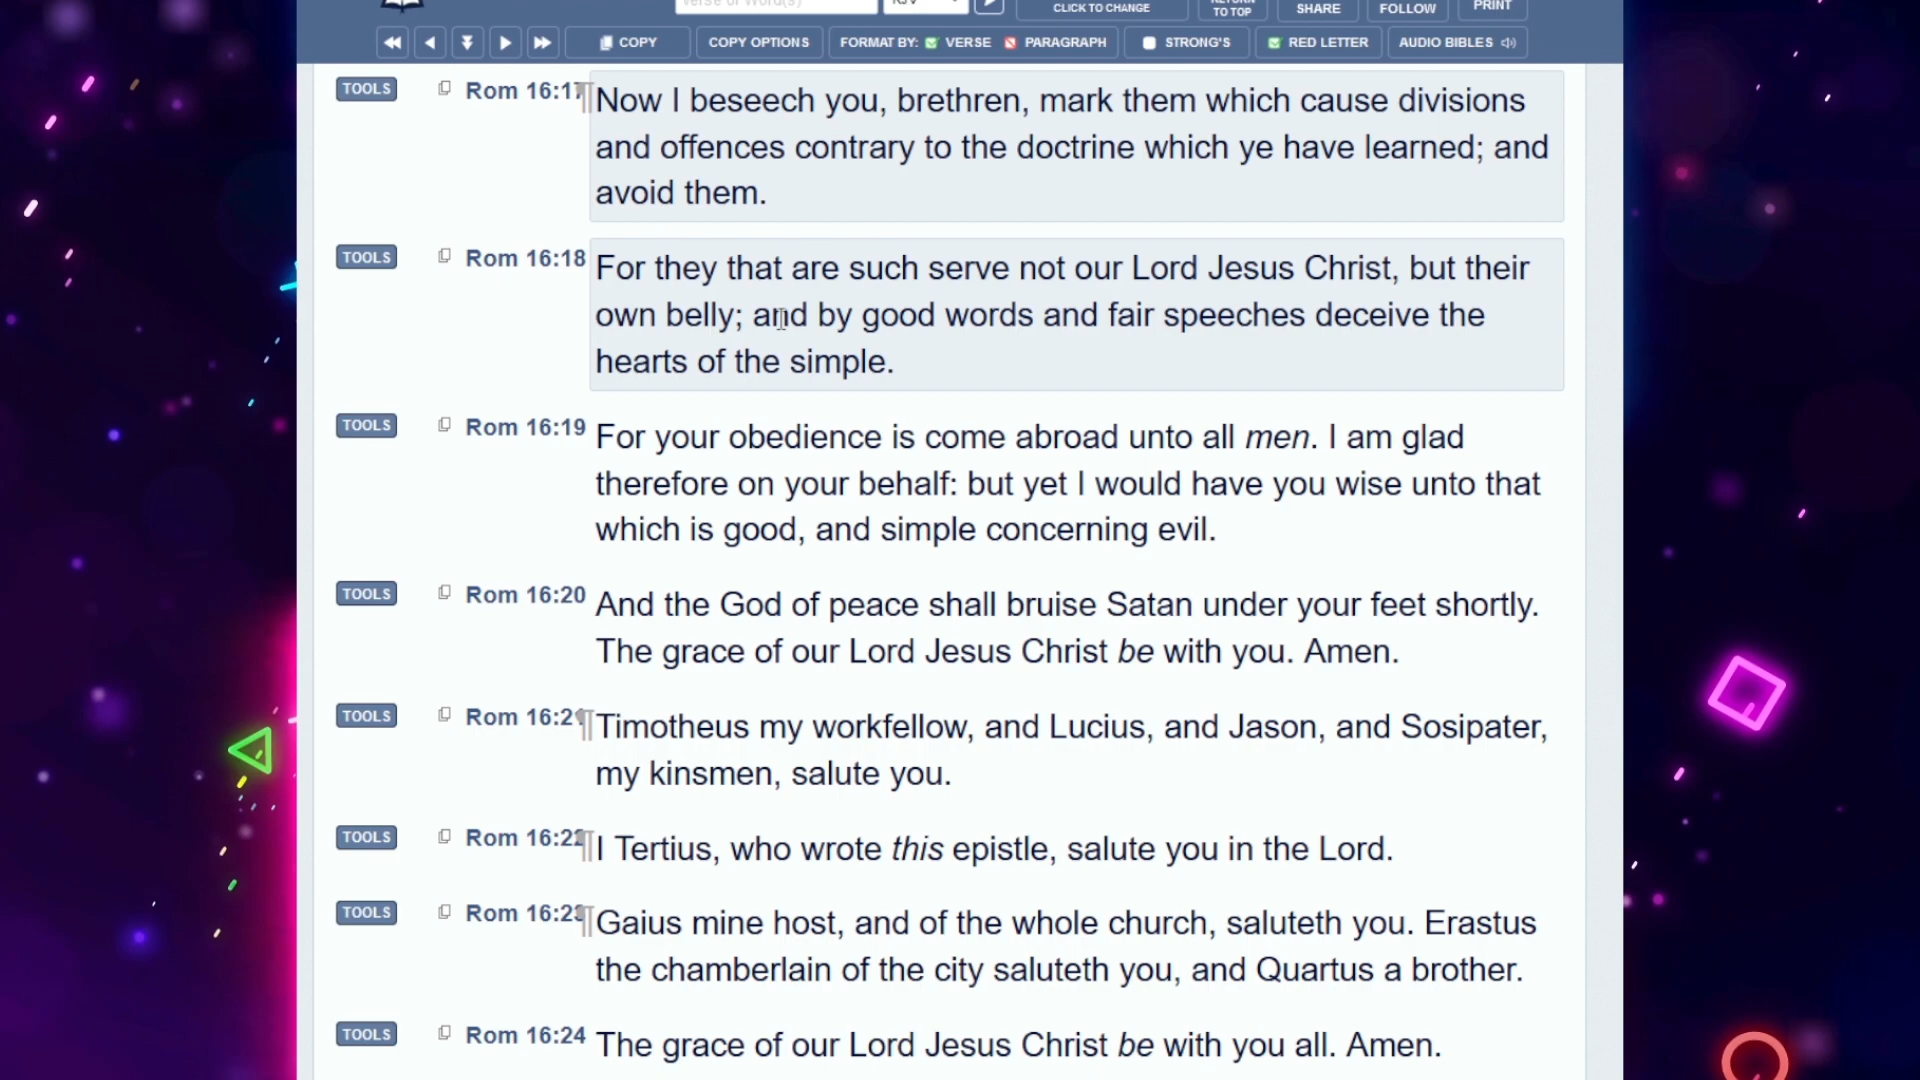 CLICK TO CHANGE
RETURN
TO TOP
SHARE
FOLLOW
PRINT
COPY
COPY OPTIONS
FORMAT BY: VERSE PARAGRAPH
STRONG'S
RED LETTER
AUDIO BIBLES
TOOLS Rom 16:17 ¶Now I beseech you, brethren, mark them which cause divisions
and offences contrary to the doctrine which ye have learned; and
avoid them.
TOOLS Rom 16:18 For they that are such serve not our Lord Jesus Christ, but their
own belly; and by good words and fair speeches deceive the
hearts of the simple.
TOOLS Rom 16:19 For your obedience is come abroad unto all men. I am glad
therefore on your behalf: but yet I would have you wise unto that
which is good, and simple concerning evil.
TOOLS Rom 16:20 And the God of peace shall bruise Satan under your feet shortly.
The grace of our Lord Jesus Christ be with you. Amen.
TOOLS Rom 16:21 ¶Timotheus my workfellow, and Lucius, and Jason, and Sosipater,
my kinsmen, salute you.
TOOLS Rom 16:22 ¶I Tertius, who wrote this epistle, salute you in the Lord.
TOOLS Rom 16:23 ¶Gaius mine host, and of the whole church, saluteth you. Erastus
the chamberlain of the city saluteth you, and Quartus a brother.
TOOLS Rom 16:24 The grace of our Lord Jesus Christ be with you all. Amen.